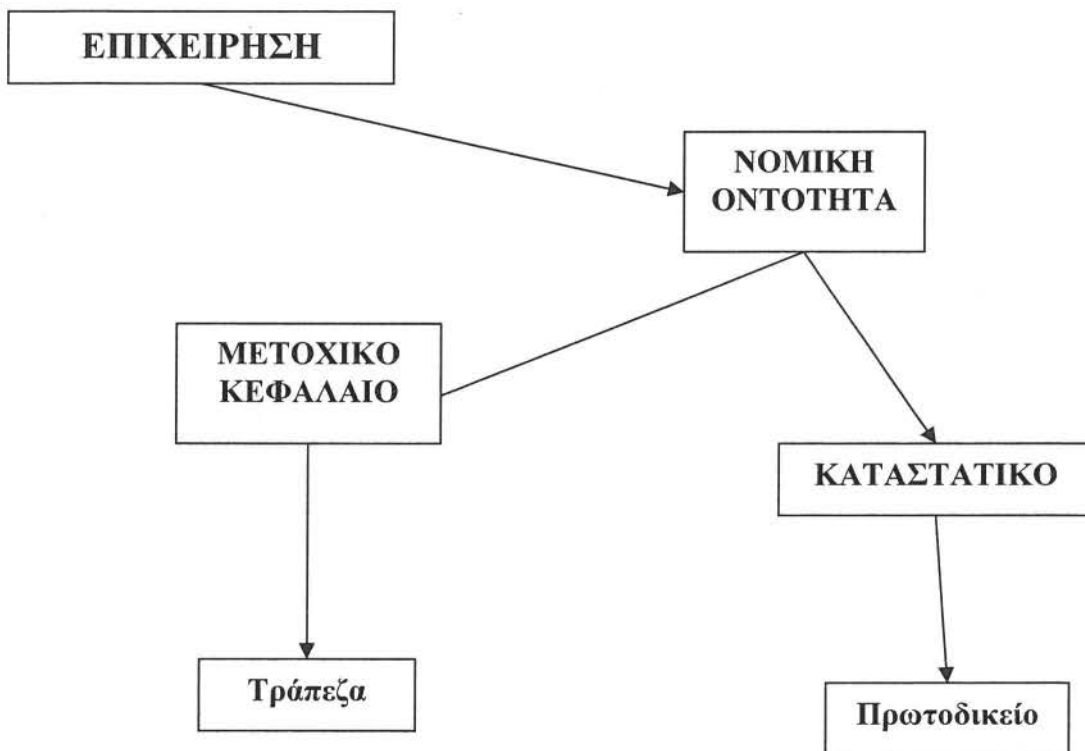 ΕΠΙΧΕΙΡΗΣΗ
ΝΟΜΙΚΗ
ΟΝΤΟΤΗΤΑ
ΜΕΤΟΧΙΚΟ
ΚΕΦΑΛΑΙΟ
ΚΑΤΑΣΤΑΤΙΚΟ
Τράπεζα
Πρωτοδικείο